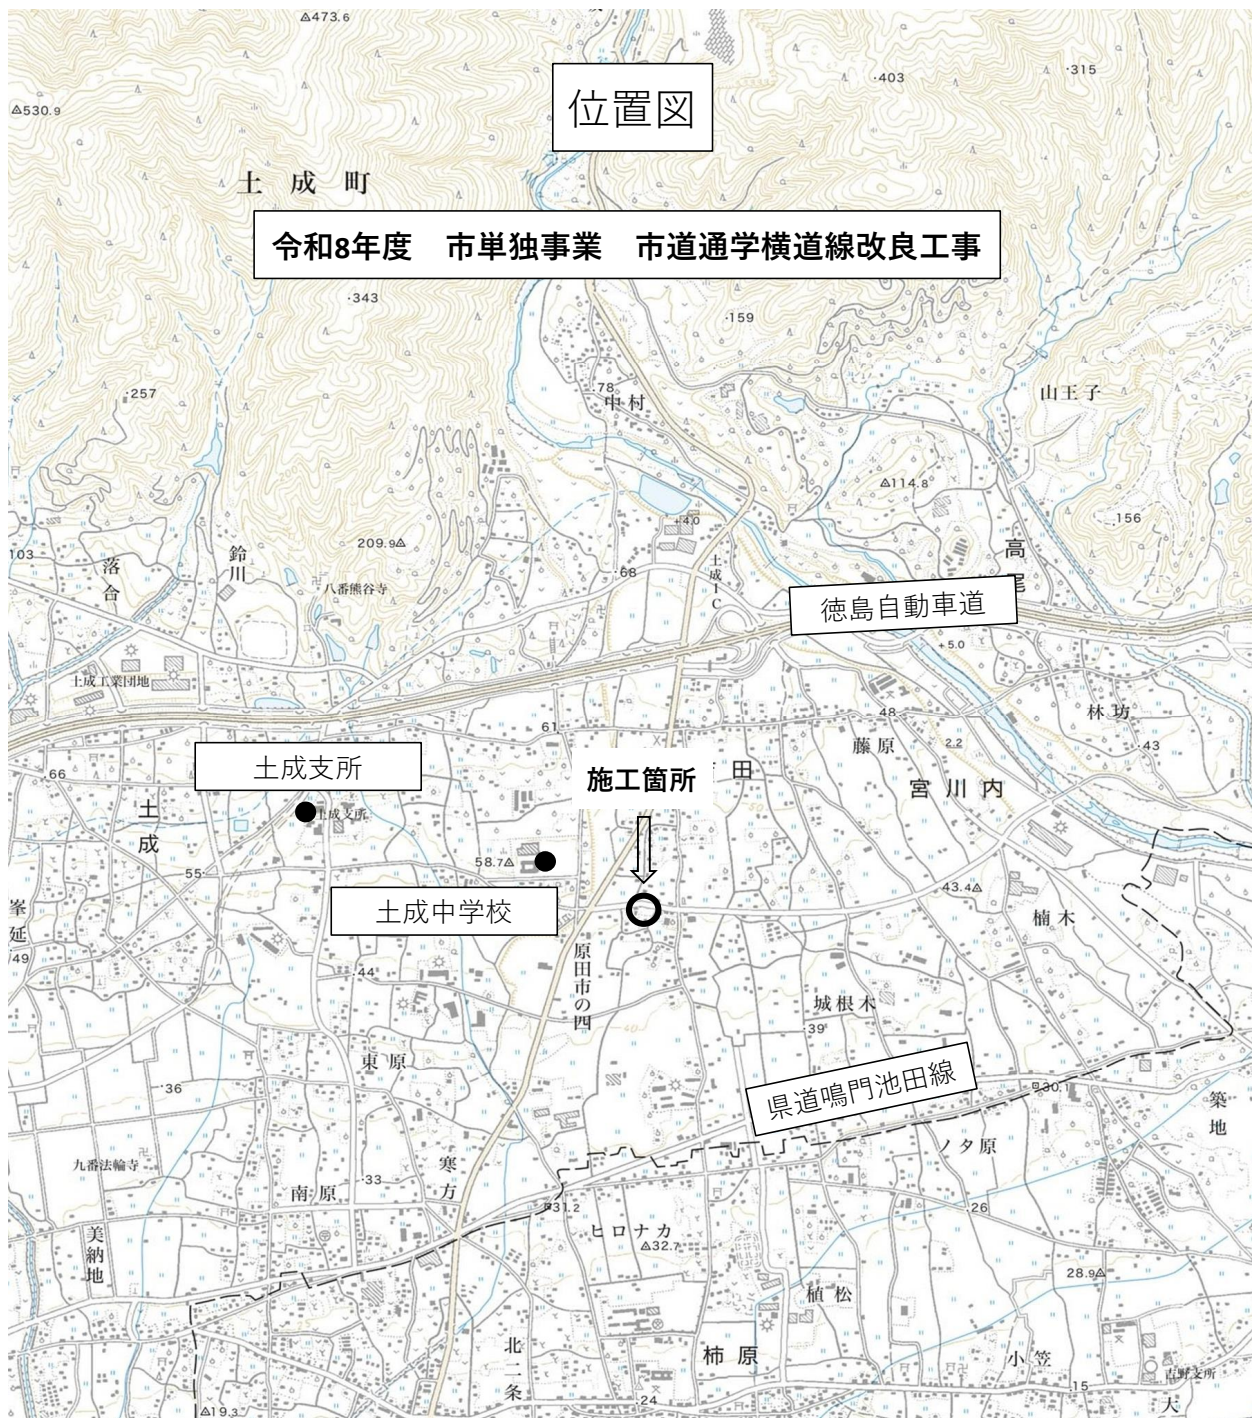 △473.6
・403
・315
△530.9
位置図
土成町
令和8年度　市単独事業　市道通学横道線改良工事
・343
・159
・257
78
中村
山王子
△114.8
156
+4.0
209.9△
103
落合
鈴川
八番熊谷寺
68
土成IC
高尾
徳島自動車道
+5.0
土成工業団地
61
48
林坊
藤原
2.2
・43
土成支所
施工箇所
田
宮川内
・66
土成
土成支所
50
58.7△
55
土成中学校
43.4△
楠木
峯延
49
・44
原田市の四
城根木
・39
40
東原
・36
県道鳴門池田線
30.1
築地
ノタ原
九番法輪寺
寒方
・33
南原
31.2
26
美納地
ヒロナカ
△32.7
28.9△
植松
北二条
柿原
小笠
吉野支所
・15
・24
△19.3
大